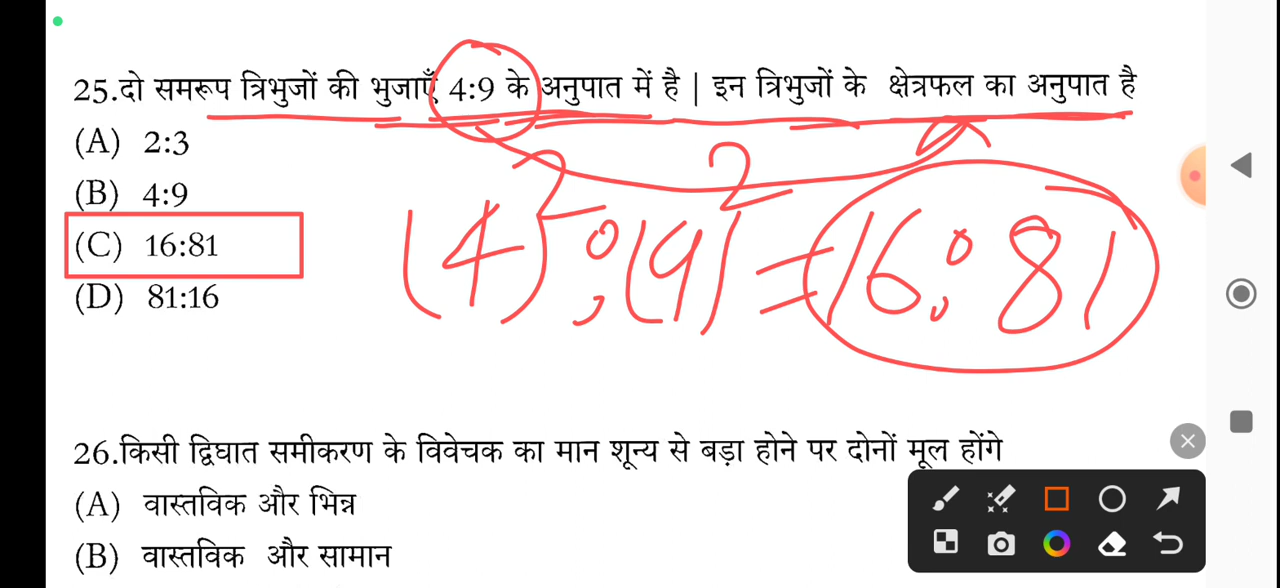 25.दो समरूप त्रिभुजों की भुजाएँ 4:9 के अनुपात में है | इन त्रिभुजों के क्षेत्रफल का अनुपात है
(A) 2:3
(B) 4:9
(C) 16:81
(D) 81:16
(4)²:(9)² = 16:81
26.किसी द्विघात समीकरण के विवेचक का मान शून्य से बड़ा होने पर दोनों मूल होंगे
(A) वास्तविक और भिन्न
(B) वास्तविक और सामान